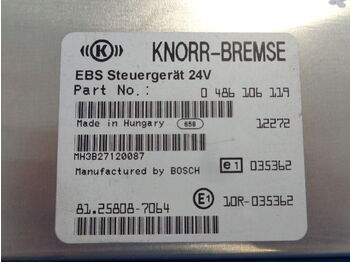 ((K)) KNORR-BREMSE
EBS Steuergerät 24V
Part No.: 0 486 106 119
Made in Hungary 658 12272
MH3B27120087
Manufactured by BOSCH e1 035362
81.25808-7064 E1 10R-035362